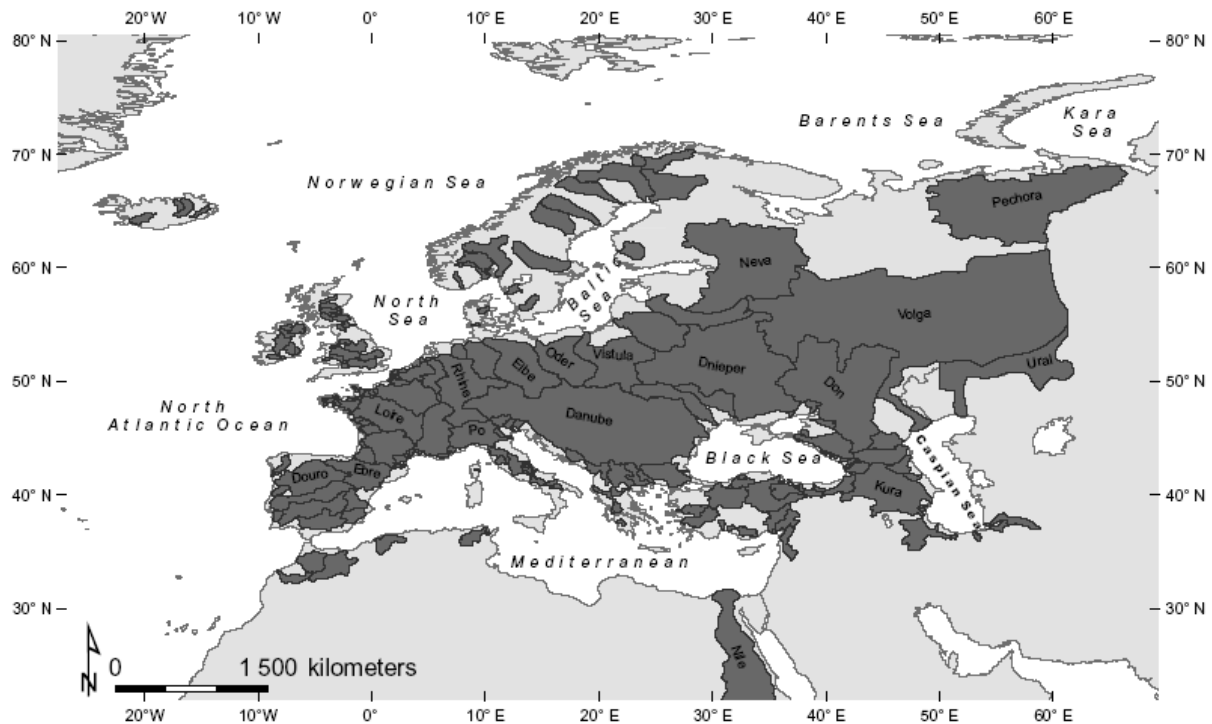 20°W 10°W 0° 10° E 20° E 30° E 40° E 50° E 60° E
80° N 80° N
Kara
Sea
Barents Sea
70° N 70° N
Norwegian Sea
Pechora
60° N 60° N
Neva
Baltic
Sea
North
Sea
Volga
Oder
Vistula
Elbe
Rhine
Dnieper
Ural
50° N 50° N
Don
North
Atlantic Ocean
Loire
Danube
Po
Black Sea
Caspian Sea
Ebre
Douro
Kura
40° N 40° N
Mediterranean
30° N 30° N
Nile
0 1 500 kilometers
N
20°W 10°W 0° 10° E 20° E 30° E 40° E 50° E 60° E